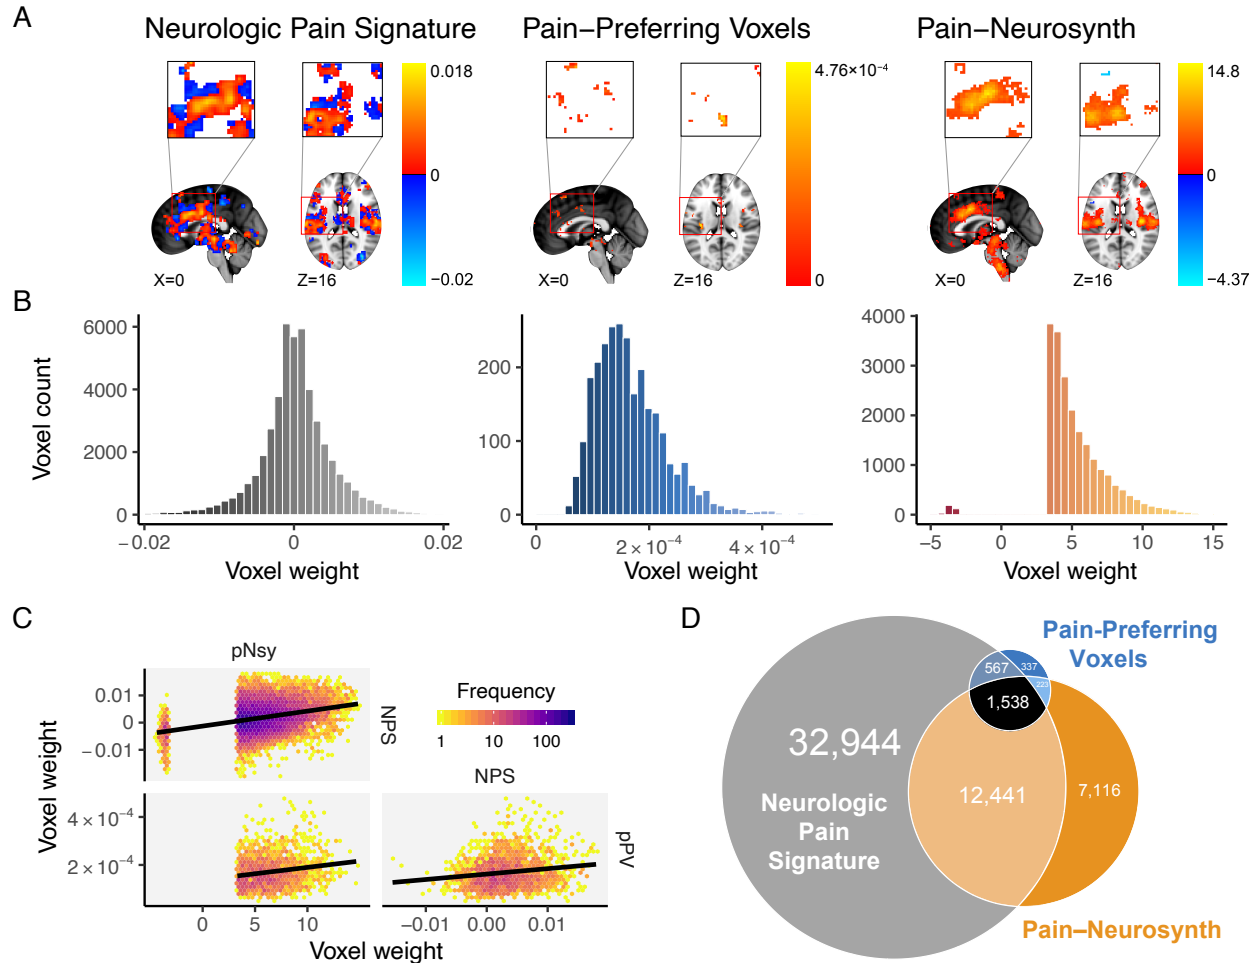 A
Neurologic Pain Signature
Pain−Preferring Voxels
Pain−Neurosynth
0.018
0
−0.02
X=0
Z=16
4.76×10⁻⁴
0
X=0
Z=16
14.8
0
−4.37
X=0
Z=16
B
Voxel count
6000
4000
2000
0
−0.02
0
0.02
Voxel weight
200
100
0
0
2 × 10⁻⁴
4 × 10⁻⁴
Voxel weight
4000
3000
2000
1000
0
−5
0
5
10
15
Voxel weight
C
pNsy
0.01
0
−0.01
NPS
Frequency
1
10
100
NPS
Voxel weight
4 × 10⁻⁴
2 × 10⁻⁴
pPV
0
5
10
−0.01
0.00
0.01
Voxel weight
D
Pain-Preferring
Voxels
567
337
223
1,538
32,944
Neurologic
Pain
Signature
12,441
7,116
Pain−Neurosynth